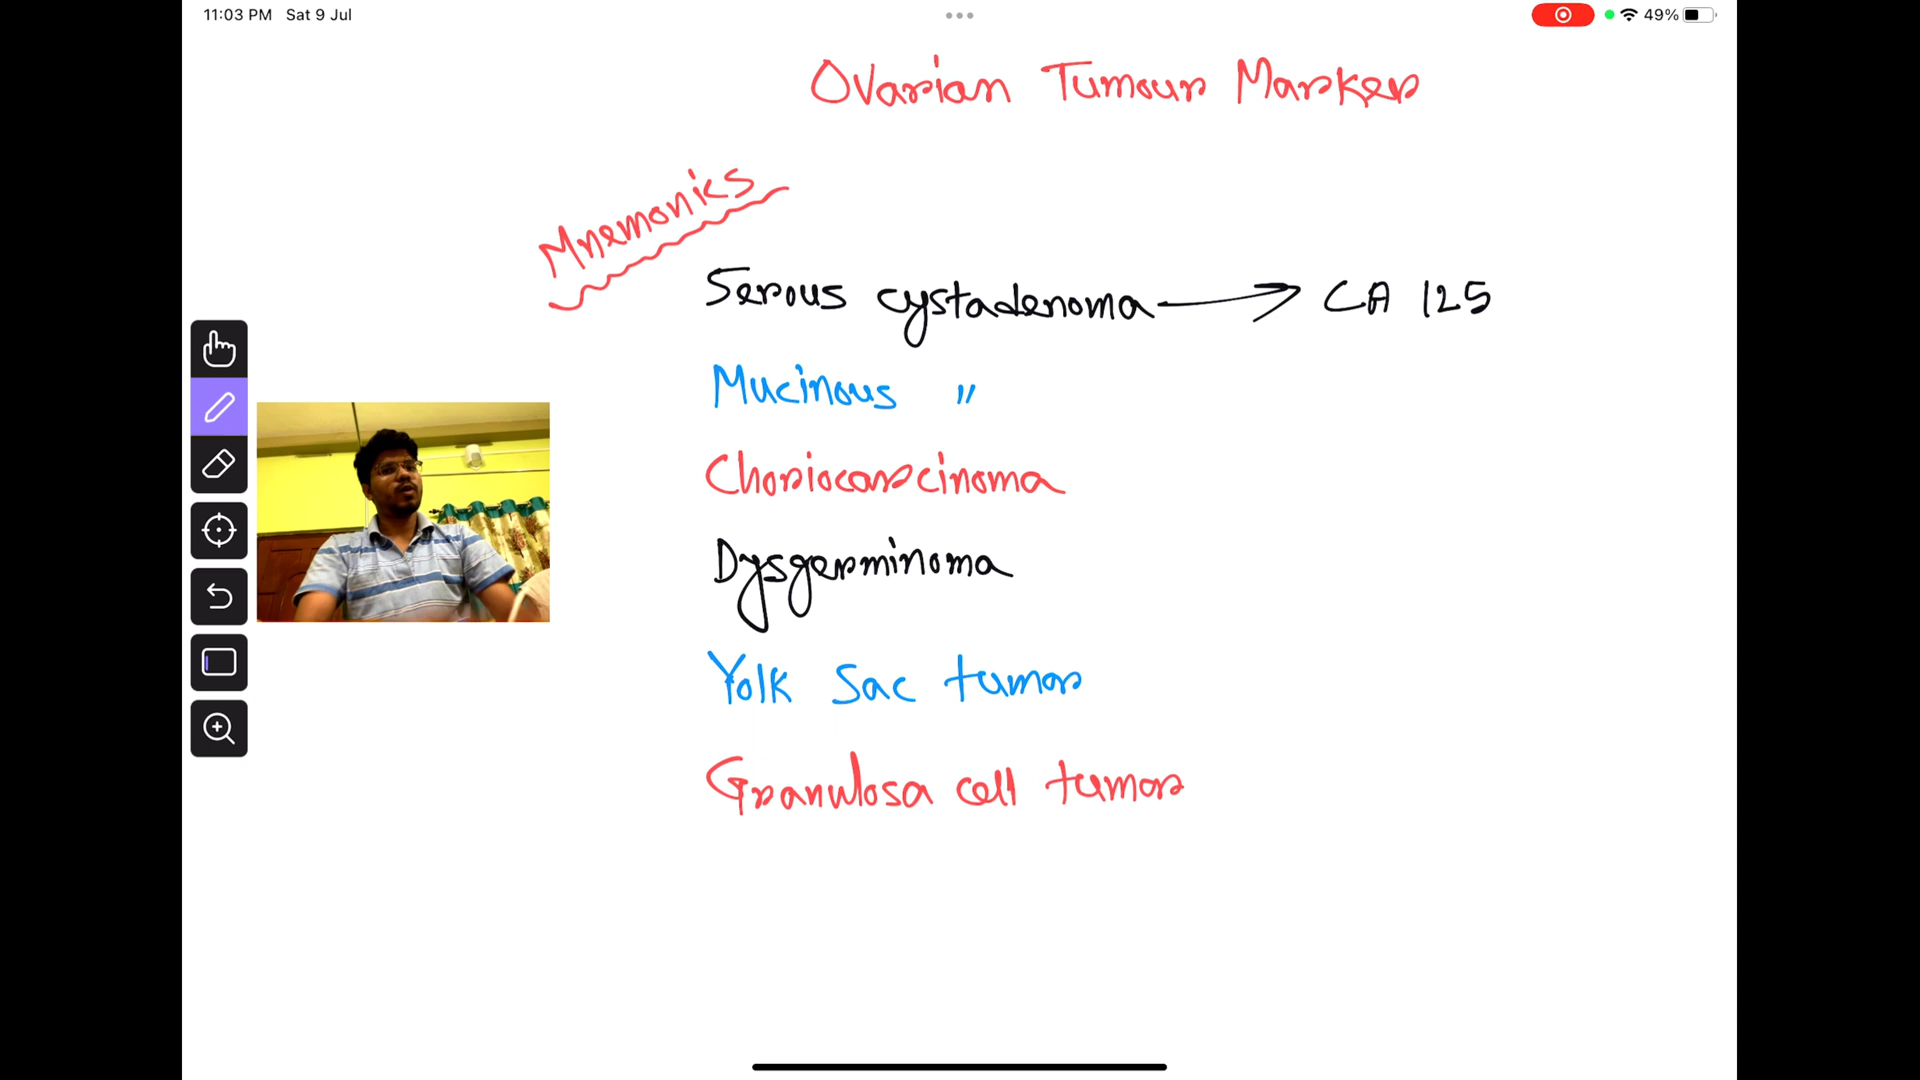 11:03 PM Sat 9 Jul
49%
Ovarian Tumour Marker
Mnemonics
Serous cystadenoma → CA 125
Mucinous "
Choriocarcinoma
Dysgerminoma
Yolk Sac tumor
Granulosa cell tumor